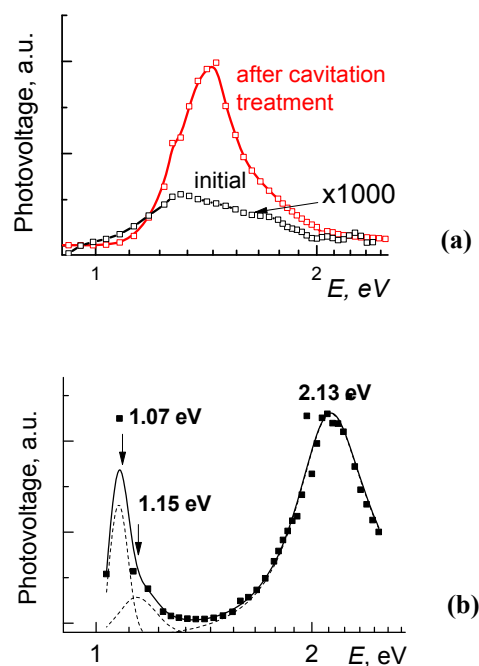 Photovoltage, a.u.
after cavitation
treatment
initial
x1000
1
2
E, eV
(a)
Photovoltage, a.u.
2.13 eV
1.07 eV
1.15 eV
1
2
E, eV
(b)